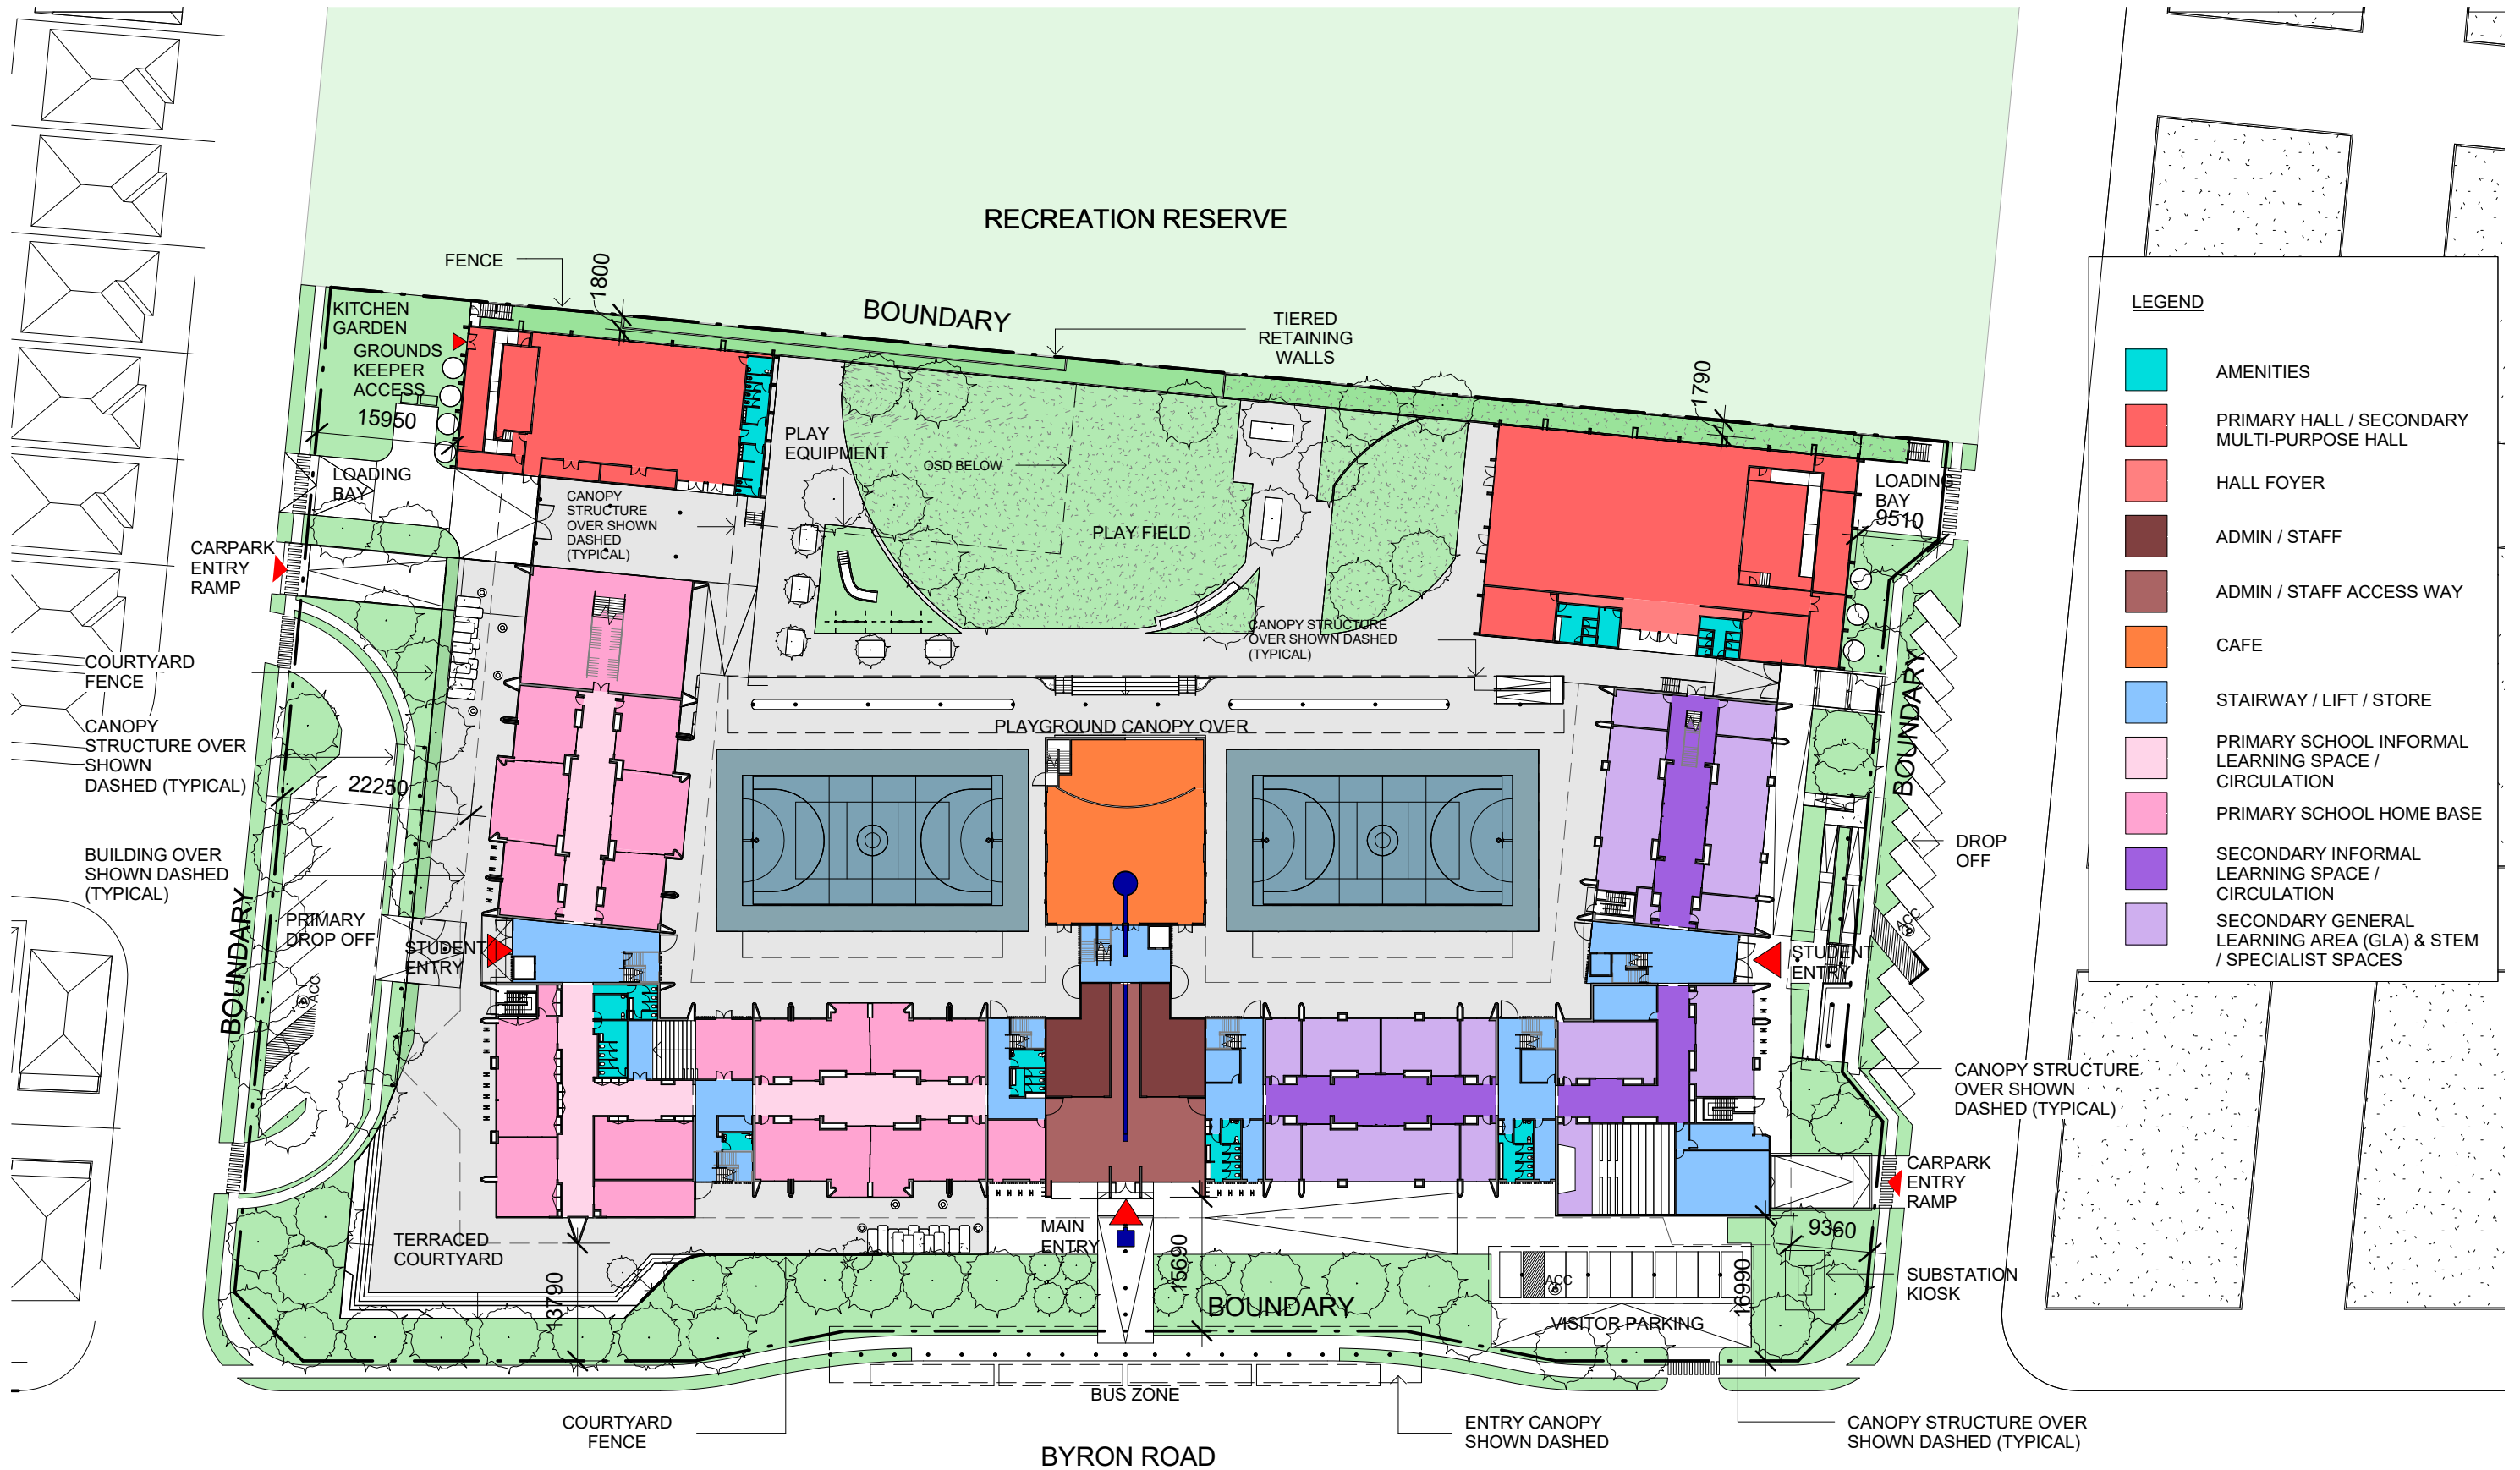 RECREATION RESERVE
FENCE
1800
BOUNDARY
TIERED
RETAINING
WALLS
1790
KITCHEN
GARDEN
GROUNDS
KEEPER
ACCESS
15950
LOADING
BAY
PLAY
EQUIPMENT
OSD BELOW
PLAY FIELD
CANOPY
STRUCTURE
OVER SHOWN
DASHED
(TYPICAL)
LOADING
BAY
9510
CARPARK
ENTRY
RAMP
CANOPY STRUCTURE
OVER SHOWN DASHED
(TYPICAL)
COURTYARD
FENCE
CANOPY
STRUCTURE OVER
SHOWN
DASHED (TYPICAL)
22250
PLAYGROUND CANOPY OVER
BOUNDARY
DROP
OFF
BUILDING OVER
SHOWN DASHED
(TYPICAL)
BOUNDARY
PRIMARY
DROP OFF
STUDENT
ENTRY
ACC
STUDENT
ENTRY
ACC
CANOPY STRUCTURE
OVER SHOWN
DASHED (TYPICAL)
CARPARK
ENTRY
RAMP
TERRACED
COURTYARD
13790
MAIN
ENTRY
15690
BOUNDARY
ACC
VISITOR PARKING
16990
9360
SUBSTATION
KIOSK
BUS ZONE
COURTYARD
FENCE
ENTRY CANOPY
SHOWN DASHED
CANOPY STRUCTURE OVER
SHOWN DASHED (TYPICAL)
BYRON ROAD
LEGEND
AMENITIES
PRIMARY HALL / SECONDARY
MULTI-PURPOSE HALL
HALL FOYER
ADMIN / STAFF
ADMIN / STAFF ACCESS WAY
CAFE
STAIRWAY / LIFT / STORE
PRIMARY SCHOOL INFORMAL
LEARNING SPACE /
CIRCULATION
PRIMARY SCHOOL HOME BASE
SECONDARY INFORMAL
LEARNING SPACE /
CIRCULATION
SECONDARY GENERAL
LEARNING AREA (GLA) & STEM
/ SPECIALIST SPACES